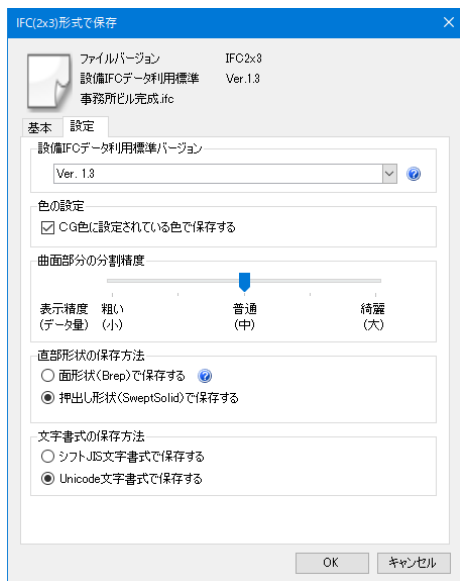 IFC(2x3)形式で保存
ファイルバージョン IFC2x3
設備IFCデータ利用標準 Ver.1.3
事務所ビル完成.ifc
基本 設定
設備IFCデータ利用標準バージョン
Ver. 1.3
色の設定
CG色に設定されている色で保存する
曲面部分の分割精度
表示精度 粗い 普通 綺麗
(データ量) (小) (中) (大)
直部形状の保存方法
面形状(Brep)で保存する
押出し形状(SweptSolid)で保存する
文字書式の保存方法
シフトJIS文字書式で保存する
Unicode文字書式で保存する
OK キャンセル